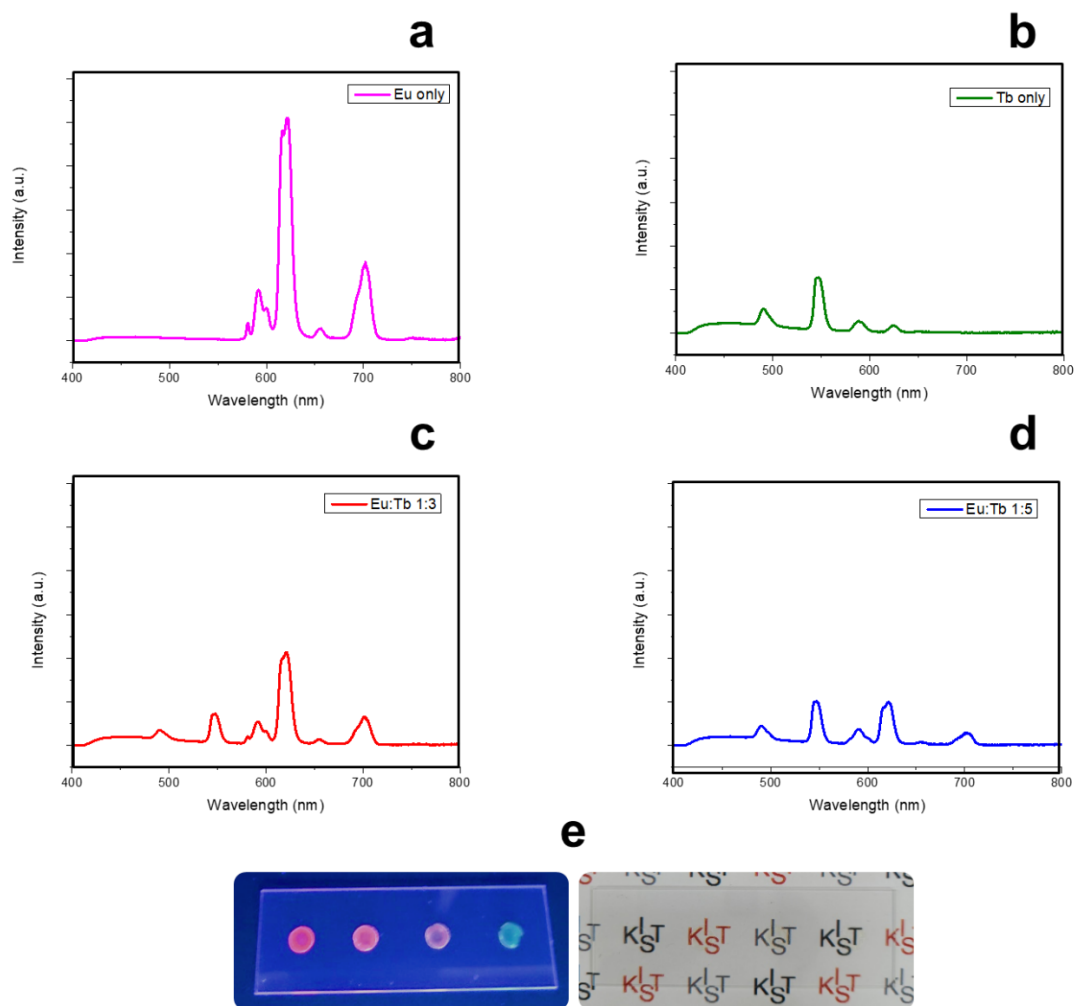 a
Eu only
Intensity (a.u.)
400 500 600 700 800
Wavelength (nm)
b
Tb only
Intensity (a.u.)
400 500 600 700 800
Wavelength (nm)
c
Eu:Tb 1:3
Intensity (a.u.)
400 500 600 700 800
Wavelength (nm)
d
Eu:Tb 1:5
Intensity (a.u.)
400 500 600 700 800
Wavelength (nm)
e
KIST KIST KIST KIST
KIST KIST KIST KIST